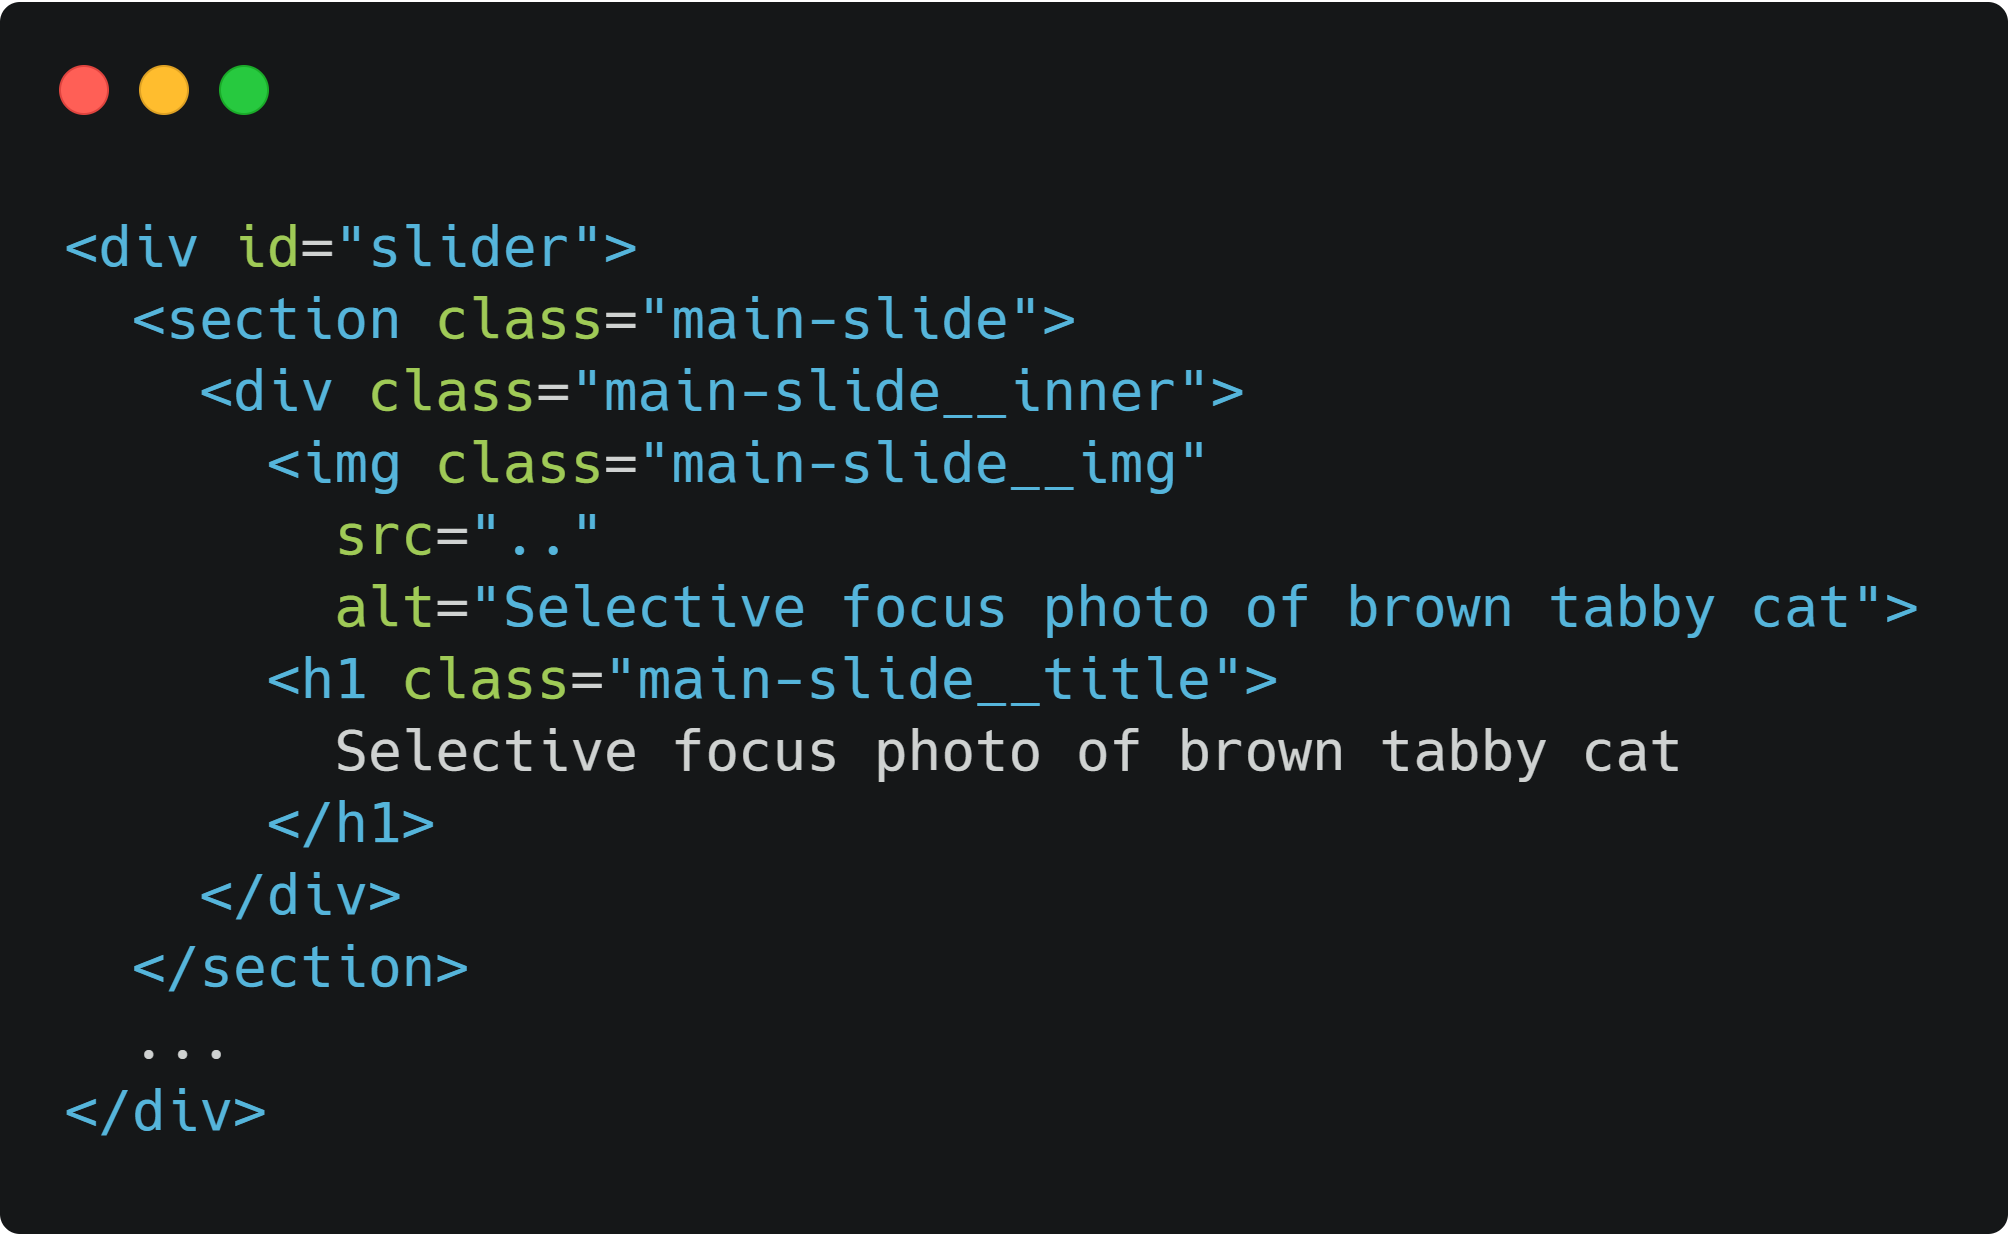 <div id="slider">
  <section class="main-slide">
    <div class="main-slide__inner">
      <img class="main-slide__img"
        src=".."
        alt="Selective focus photo of brown tabby cat">
      <h1 class="main-slide__title">
        Selective focus photo of brown tabby cat
      </h1>
    </div>
  </section>
  ...
</div>